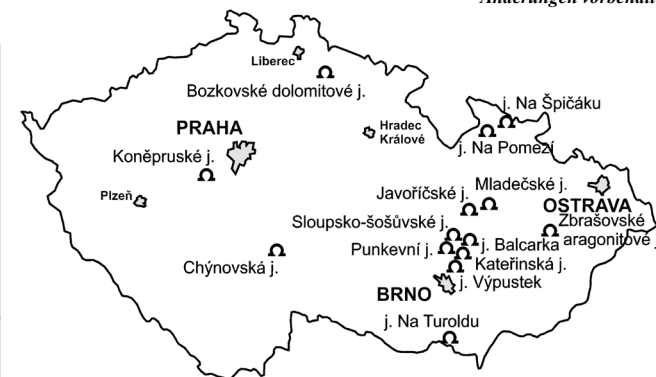 Änderungen vorbehalt
Liberec
Bozkovské dolomitové j.
j. Na Špičáku
PRAHA
Hradec
Králové
j. Na Pomezí
Koněpruské j.
Plzeň
Javoříčské j.
Mladečské j.
OSTRAVA
Sloupsko-šošůvské j.
Zbrašovské
aragonitové j
Punkevní j.
j. Balcarka
Chýnovská j.
Kateřinská j.
j. Výpustek
BRNO
j. Na Turoldu